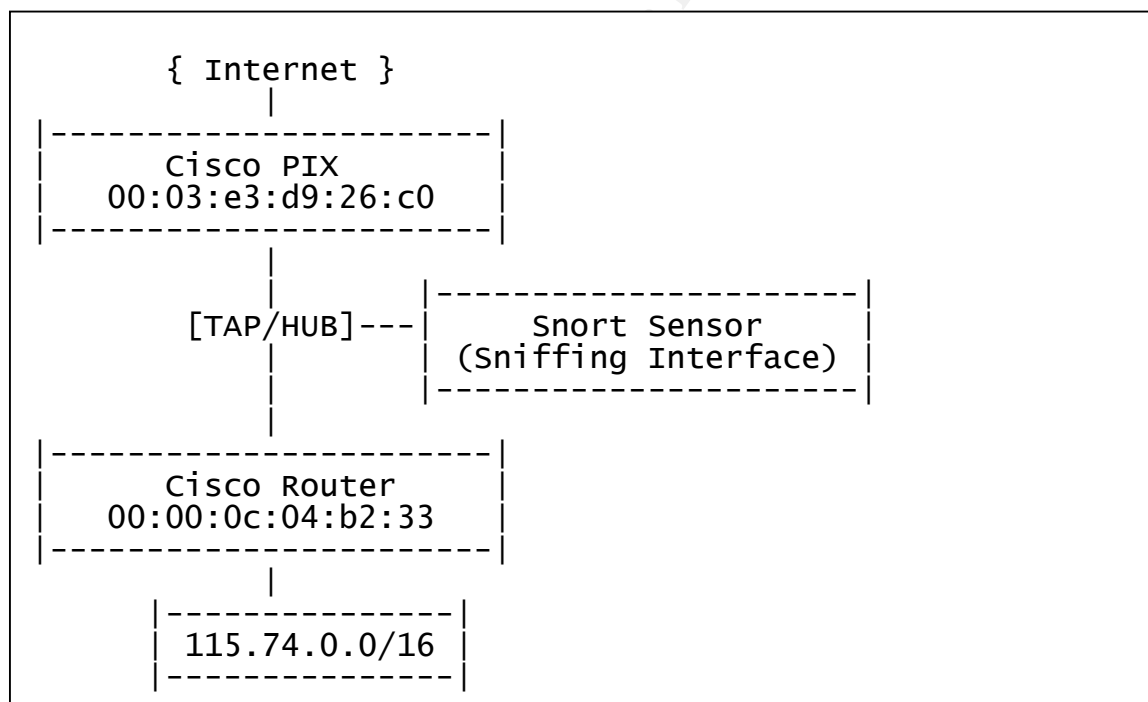 { Internet }
Cisco PIX
00:03:e3:d9:26:c0
[TAP/HUB]---
Snort Sensor
(Sniffing Interface)
Cisco Router
00:00:0c:04:b2:33
115.74.0.0/16